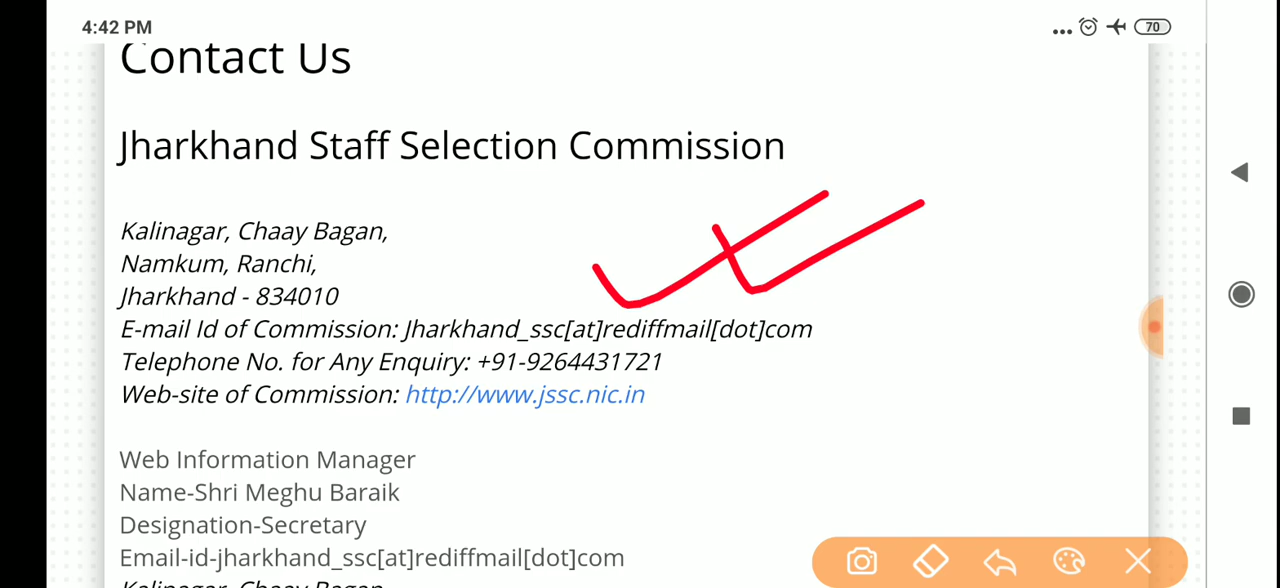 4:42 PM
70
Contact Us
Jharkhand Staff Selection Commission
Kalinagar, Chaay Bagan,
Namkum, Ranchi,
Jharkhand - 834010
E-mail Id of Commission: Jharkhand_ssc[at]rediffmail[dot]com
Telephone No. for Any Enquiry: +91-9264431721
Web-site of Commission: http://www.jssc.nic.in
Web Information Manager
Name-Shri Meghu Baraik
Designation-Secretary
Email-id-jharkhand_ssc[at]rediffmail[dot]com
Kalinagar, Chaay Bagan